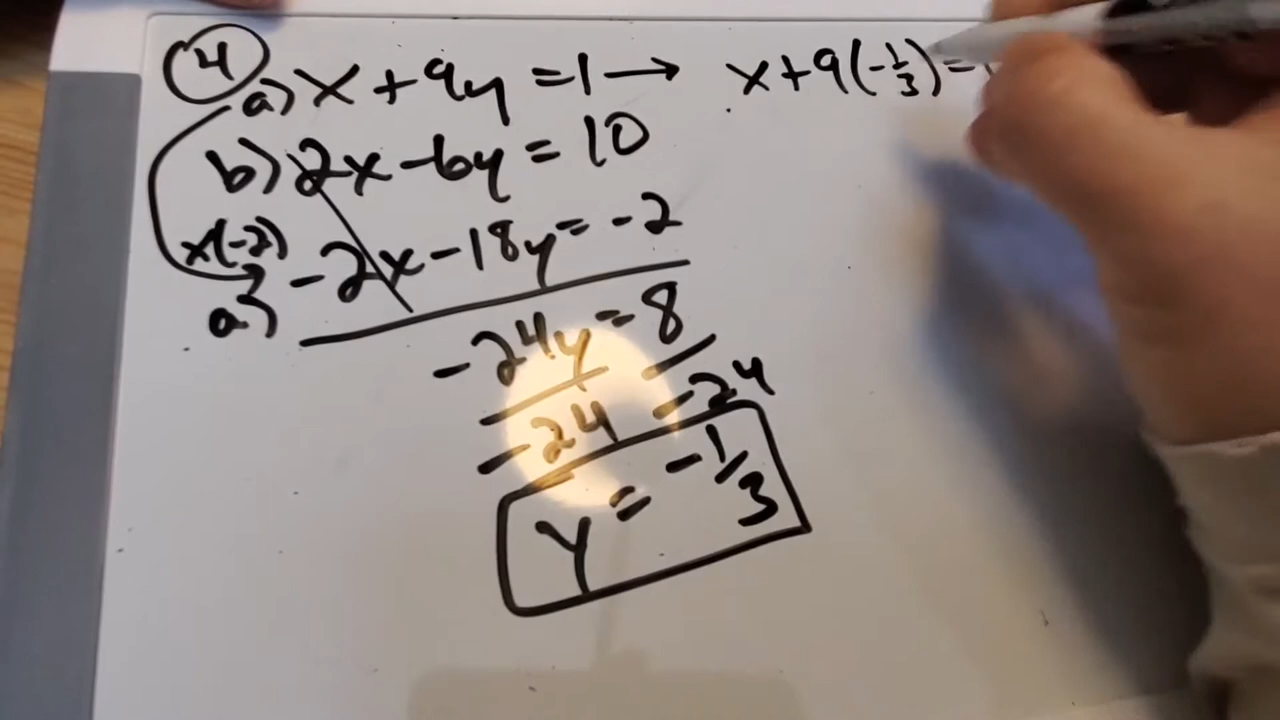 4
a) x + 9y = 1 → x + 9(-1/3) =
b) 2x - 6y = 10
x(-2)
a) -2x - 18y = -2
-24y = 8
-24 -24
y = -1/3